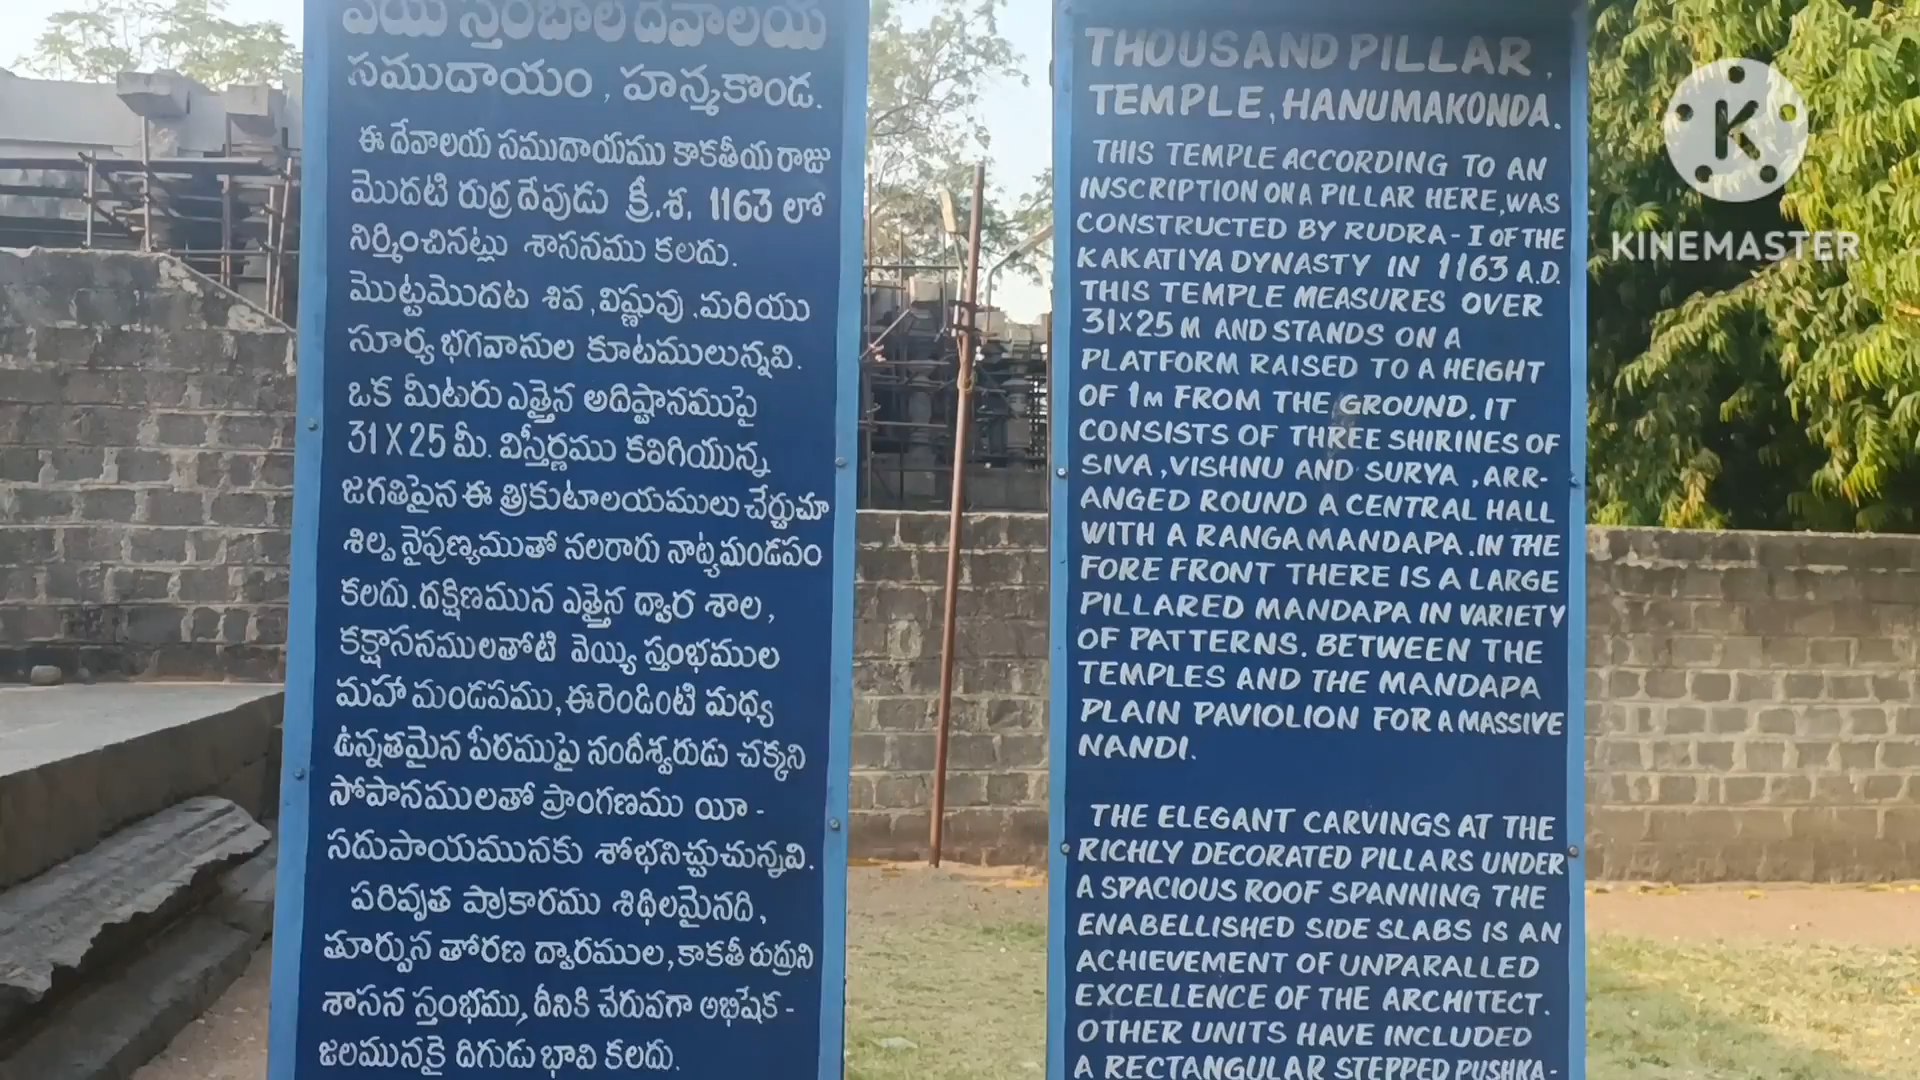 వేయి స్తంబాల దేవాలయ
సముదాయం, హన్మకొండ.
ఈ దేవాలయ సముదాయము కాకతీయ రాజు
మొదటి రుద్రదేవుడు క్రీ.శ. 1163 లో
నిర్మించినట్లు శాసనము కలదు.
మొట్టమొదట శివ, విష్ణువు, మరియు
సూర్య భగవానుల కూటములున్నవి.
ఒక మీటరు ఎత్తైన అదిష్టానముపై
31 X 25 మీ. విస్తీర్ణము కలిగియున్న
జగతిపైన ఈ త్రికుటాలయములు చేర్చుచూ
శిల్ప నైపుణ్యముతో నలరారు నాట్యమండపం
కలదు. దక్షిణమున ఎత్తైన ద్వార శాల,
కక్షాసనములతోటి వెయ్యి స్తంభముల
మహా మండపము, ఈరెండింటి మధ్య
ఉన్నతమైన పీఠముపై నందీశ్వరుడు చక్కని
సోపానములతో ప్రాంగణము యీ -
సదుపాయమునకు శోభనిచ్చుచున్నవి.
పరివృత ప్రాకారము శిథిలమైనది,
తూర్పున తోరణ ద్వారముల, కాకతీ రుద్రుని
శాసన స్తంభము, దీనికి చేరువగా అభిషేక -
జలమునకై దిగుడు భావి కలదు.
THOUSAND PILLAR,
TEMPLE, HANUMAKONDA.
THIS TEMPLE ACCORDING TO AN
INSCRIPTION ON A PILLAR HERE, WAS
CONSTRUCTED BY RUDRA - I OF THE
KAKATIYA DYNASTY IN 1163 A.D.
THIS TEMPLE MEASURES OVER
31X25 M AND STANDS ON A
PLATFORM RAISED TO A HEIGHT
OF 1M FROM THE GROUND. IT
CONSISTS OF THREE SHIRINES OF
SIVA, VISHNU AND SURYA, ARR-
ANGED ROUND A CENTRAL HALL
WITH A RANGAMANDAPA. IN THE
FORE FRONT THERE IS A LARGE
PILLARED MANDAPA IN VARIETY
OF PATTERNS. BETWEEN THE
TEMPLES AND THE MANDAPA
PLAIN PAVIOLION FOR A MASSIVE
NANDI.
THE ELEGANT CARVINGS AT THE
RICHLY DECORATED PILLARS UNDER
A SPACIOUS ROOF SPANNING THE
ENABELLISHED SIDE SLABS IS AN
ACHIEVEMENT OF UNPARALLED
EXCELLENCE OF THE ARCHITECT.
OTHER UNITS HAVE INCLUDED
A RECTANGULAR STEPPED PUSHKA-
K
KINEMASTER